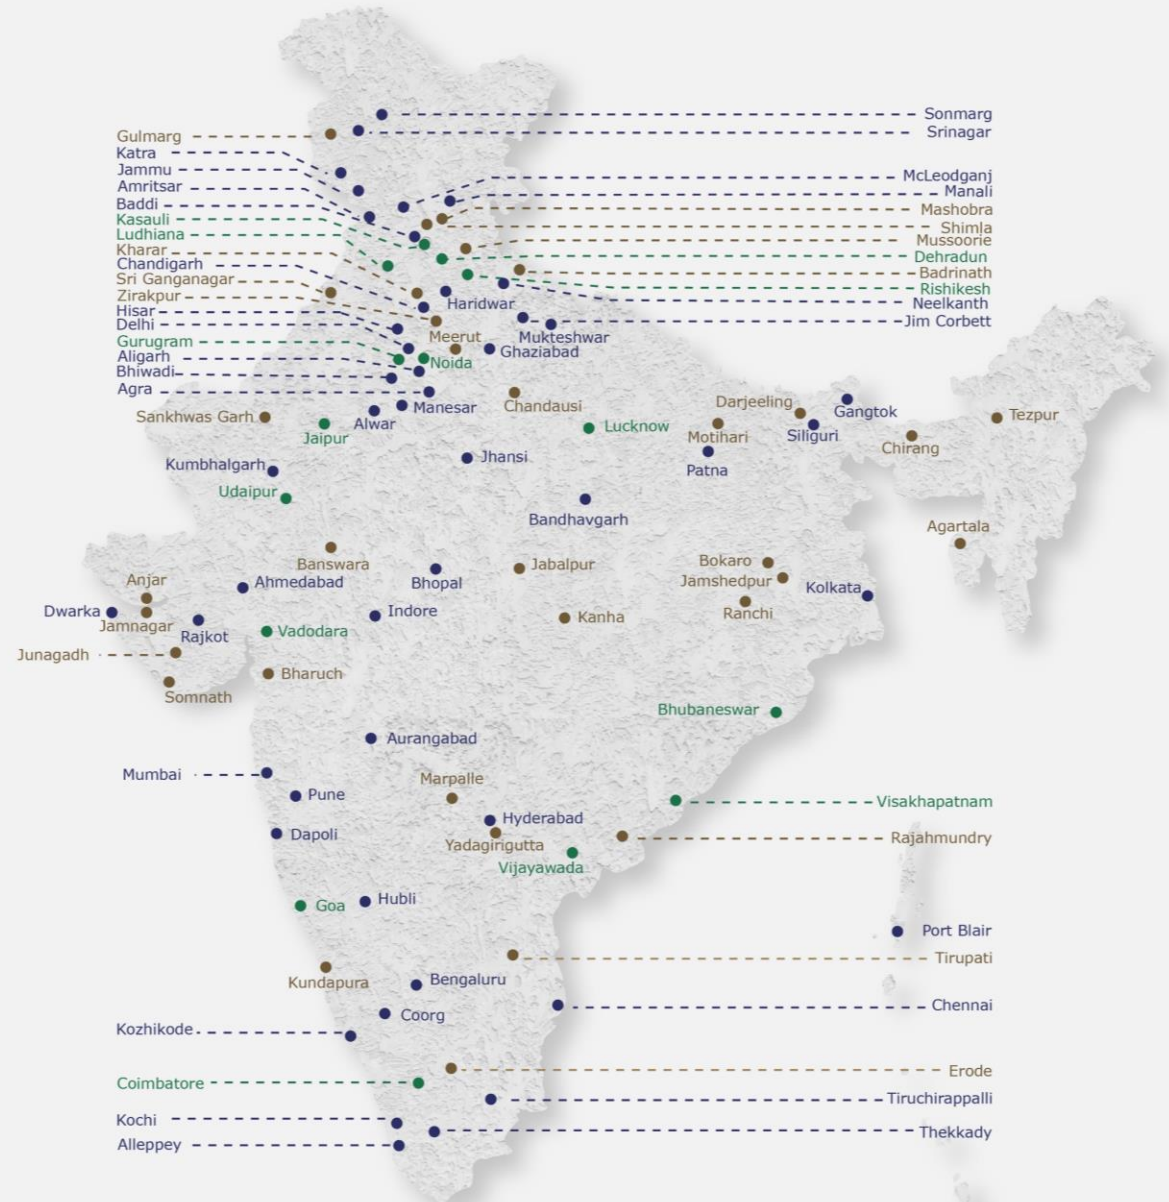 Sonmarg
Srinagar
Gulmarg
Katra
Jammu
Amritsar
Baddi
Kasauli
Ludhiana
Kharar
Chandigarh
Sri Ganganagar
Zirakpur
Hisar
Delhi
Gurugram
Aligarh
Bhiwadi
Agra
McLeodganj
Manali
Mashobra
Shimla
Mussoorie
Dehradun
Badrinath
Rishikesh
Neelkanth
Jim Corbett
Haridwar
Mukteshwar
Meerut
Ghaziabad
Noida
Manesar
Chandausi
Sankhwas Garh
Jaipur
Alwar
Lucknow
Darjeeling
Gangtok
Tezpur
Motihari
Siliguri
Chirang
Kumbhalgarh
Jhansi
Patna
Udaipur
Bandhavgarh
Agartala
Banswara
Jabalpur
Bokaro
Anjar
Ahmedabad
Bhopal
Jamshedpur
Kolkata
Dwarka
Jamnagar
Rajkot
Indore
Kanha
Ranchi
Vadodara
Junagadh
Bharuch
Somnath
Bhubaneswar
Aurangabad
Mumbai
Marpalle
Pune
Visakhapatnam
Hyderabad
Dapoli
Yadagirigutta
Rajahmundry
Vijayawada
Goa
Hubli
Port Blair
Tirupati
Kundapura
Bengaluru
Chennai
Coorg
Kozhikode
Erode
Coimbatore
Tiruchirappalli
Kochi
Thekkady
Alleppey